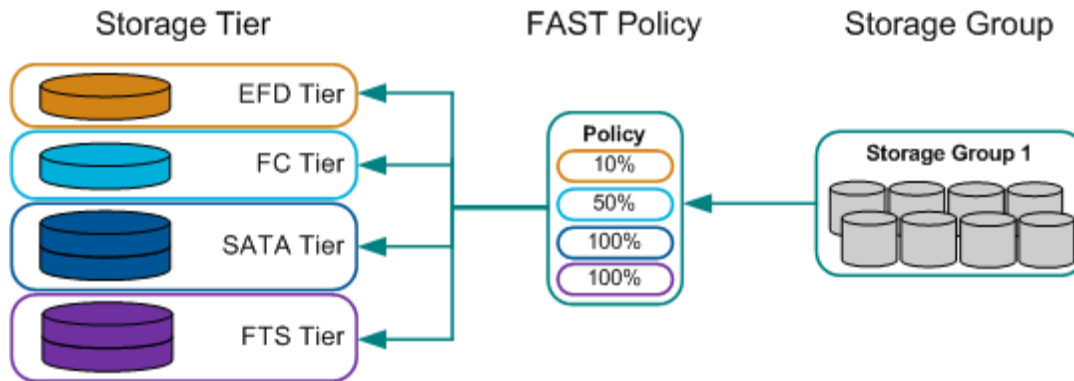 Storage Tier
FAST Policy
Storage Group
EFD Tier
FC Tier
SATA Tier
FTS Tier
Policy
10%
50%
100%
100%
Storage Group 1